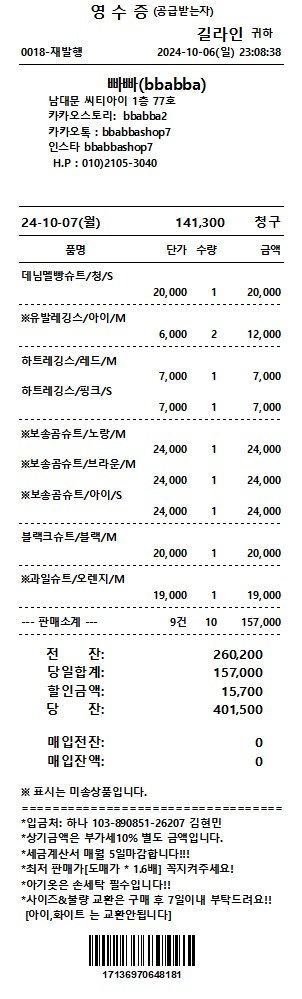 영 수 증 (공급받는자)
길라인 귀하
0018-재발행 2024-10-06(일) 23:08:38
빠빠(bbabba)
남대문 씨티아이 1층 77호
카카오스토리: bbabba2
카카오톡 : bbabbashop7
인스타 bbabbashop7
H.P : 010)2105-3040
24-10-07(월) 141,300 청구
품명 단가 수량 금액
데님멜빵슈트/청/S
20,000 1 20,000
※유발레깅스/아이/M
6,000 2 12,000
하트레깅스/레드/M
7,000 1 7,000
하트레깅스/핑크/S
7,000 1 7,000
※보송곰슈트/노랑/M
24,000 1 24,000
※보송곰슈트/브라운/M
24,000 1 24,000
※보송곰슈트/아이/S
24,000 1 24,000
블랙크슈트/블랙/M
20,000 1 20,000
※과일슈트/오렌지/M
19,000 1 19,000
--- 판매소계 --- 9건 10 157,000
전 잔: 260,200
당일합계: 157,000
할인금액: 15,700
당 잔: 401,500
매입전잔: 0
매입잔액: 0
※ 표시는 미송상품입니다.
==================================
*입금처: 하나 103-890851-26207 김현민
*상기금액은 부가세10% 별도 금액입니다.
*세금계산서 매월 5일마감합니다!!!
*최저 판매가[도매가 * 1.6배] 꼭지켜주세요!
*아기옷은 손세탁 필수입니다!!
*사이즈&불량 교환은 구매 후 7일이내 부탁드려요!!
[아이,화이트 는 교환안됩니다]
17136970648181